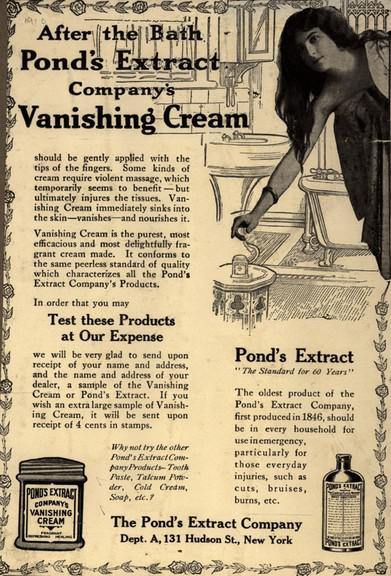 1910
After the Bath
Pond's Extract
Company's
Vanishing Cream
should be gently applied with the
tips of the fingers. Some kinds of
cream require violent massage, which
temporarily seems to benefit—but
ultimately injures the tissues. Van-
ishing Cream immediately sinks into
the skin—vanishes—and nourishes it.
Vanishing Cream is the purest, most
efficacious and most delightfully fra-
grant cream made. It conforms to
the same peerless standard of quality
which characterizes all the Pond's
Extract Company's Products.
In order that you may
Test these Products
at Our Expense
we will be very glad to send upon
receipt of your name and address,
and the name and address of your
dealer, a sample of the Vanishing
Cream or Pond's Extract. If you
wish an extra large sample of Vanish-
ing Cream, it will be sent upon
receipt of 4 cents in stamps.
Pond's Extract
"The Standard for 60 Years"
The oldest product of the
Pond's Extract Company,
first produced in 1846, should
be in every household for
use in emergency,
particularly for
those everyday
injuries, such as
cuts, bruises,
burns, etc.
Why not try the other
Pond's Extract Com-
pany Products—Tooth
Paste, Talcum Pow-
der, Cold Cream,
Soap, etc.?
POND'S EXTRACT
COMPANY'S
VANISHING
CREAM
POND'S
EXTRACT
The Pond's Extract Company
Dept. A, 131 Hudson St., New York